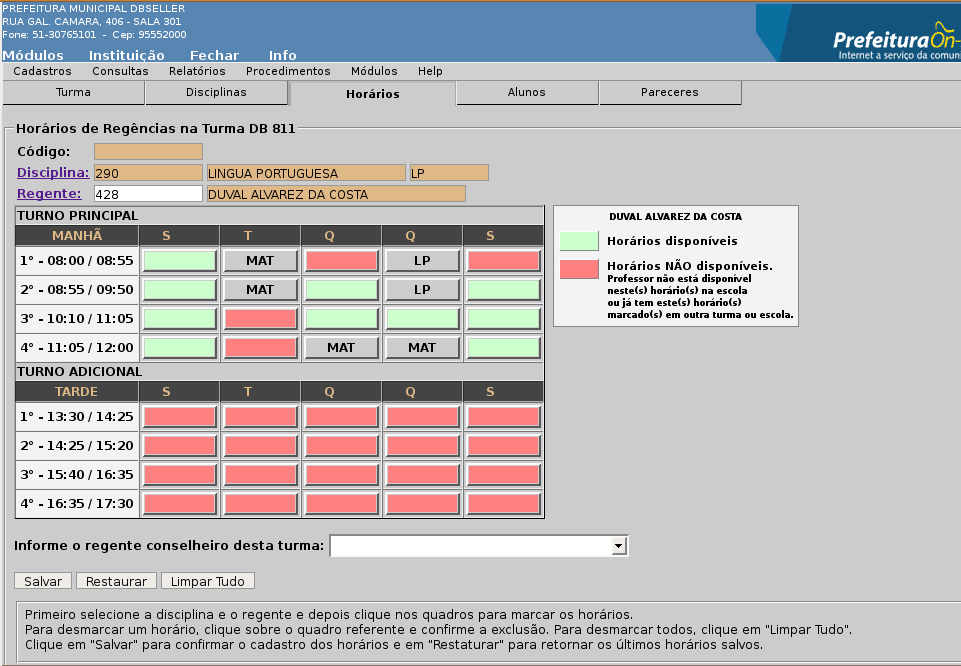 PREFEITURA MUNICIPAL DBSELLER
RUA GAL. CAMARA, 406 - SALA 301
Fone: 51-30765101 - Cep: 95552000
Prefeitura On-
Internet a serviço da comuni
Módulos Instituição Fechar Info
Cadastros Consultas Relatórios Procedimentos Módulos Help
Turma Disciplinas Horários Alunos Pareceres
Horários de Regências na Turma DB 811
Código:
Disciplina: 290 LINGUA PORTUGUESA LP
Regente: 428 DUVAL ALVAREZ DA COSTA
TURNO PRINCIPAL
MANHÃ S T Q Q S
1° - 08:00 / 08:55 MAT LP
2° - 08:55 / 09:50 MAT LP
3° - 10:10 / 11:05
4° - 11:05 / 12:00 MAT MAT
TURNO ADICIONAL
TARDE S T Q Q S
1° - 13:30 / 14:25
2° - 14:25 / 15:20
3° - 15:40 / 16:35
4° - 16:35 / 17:30
DUVAL ALVAREZ DA COSTA
Horários disponíveis
Horários NÃO disponíveis.
Professor não está disponível
neste(s) horário(s) na escola
ou já tem este(s) horário(s)
marcado(s) em outra turma ou escola.
Informe o regente conselheiro desta turma:
Salvar Restaurar Limpar Tudo
Primeiro selecione a disciplina e o regente e depois clique nos quadros para marcar os horários.
Para desmarcar um horário, clique sobre o quadro referente e confirme a exclusão. Para desmarcar todos, clique em "Limpar Tudo".
Clique em "Salvar" para confirmar o cadastro dos horários e em "Restaturar" para retornar os últimos horários salvos.